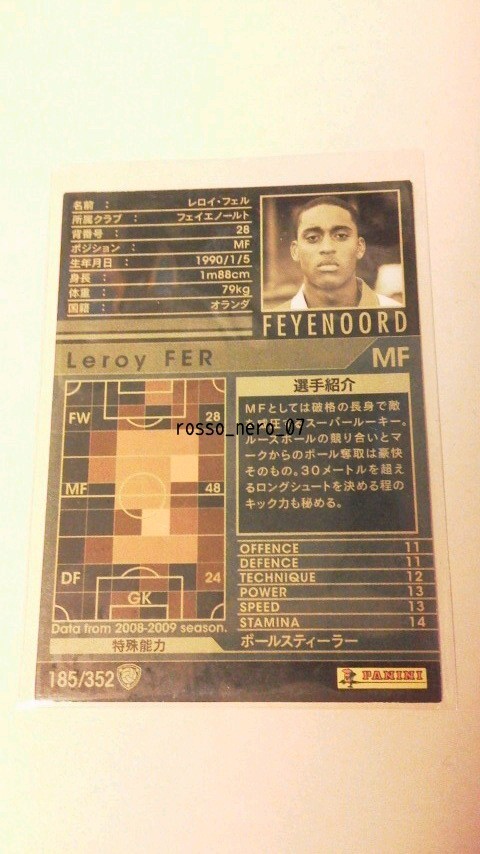 名前 : レロイ・フェル
所属クラブ : フェイエノールト
背番号 : 28
ポジション : MF
生年月日 : 1990/1/5
身長 : 1m88cm
体重 : 79kg
国籍 : オランダ
FEYENOORD
Leroy FER MF
FW 28
MF 48
DF 24
GK
Data from 2008-2009 season.
選手紹介
MFとしては破格の長身で敵
スーパールーキー。
rosso_nero_07
ルーズボールの競り合いとマ
ークからのボール奪取は豪快
そのもの。30メートルを超え
るロングシュートを決める程の
キック力も秘める。
OFFENCE 11
DEFENCE 11
TECHNIQUE 12
POWER 13
SPEED 13
STAMINA 14
特殊能力 ボールスティーラー
185/352 PANINI